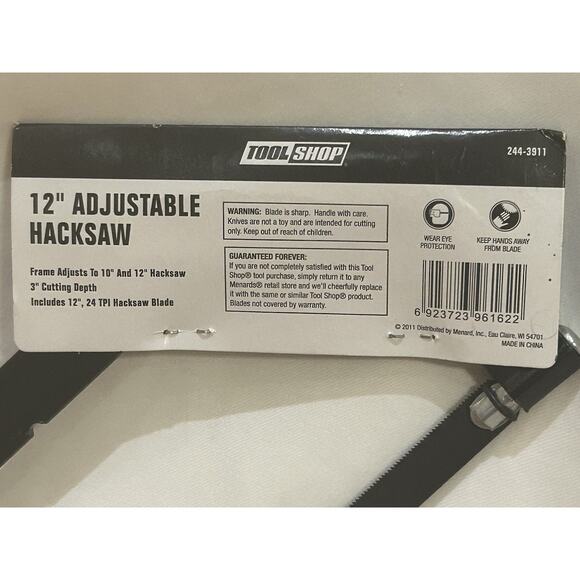 TOOL SHOP®
244-3911
12" ADJUSTABLE
HACKSAW
Frame Adjusts To 10" And 12" Hacksaw
3" Cutting Depth
Includes 12", 24 TPI Hacksaw Blade
WARNING: Blade is sharp. Handle with care.
Knives are not a toy and are intended for cutting
only. Keep out of reach of children.
GUARANTEED FOREVER:
If you are not completely satisfied with this Tool
Shop® tool purchase, simply return it to any
Menards® retail store and we'll cheerfully replace
it with the same or similar Tool Shop® product.
Blades not covered by warranty.
WEAR EYE
PROTECTION
KEEP HANDS AWAY
FROM BLADE
6 923723 961622
© 2011 Distributed by Menard, Inc., Eau Claire, WI 54701
MADE IN CHINA